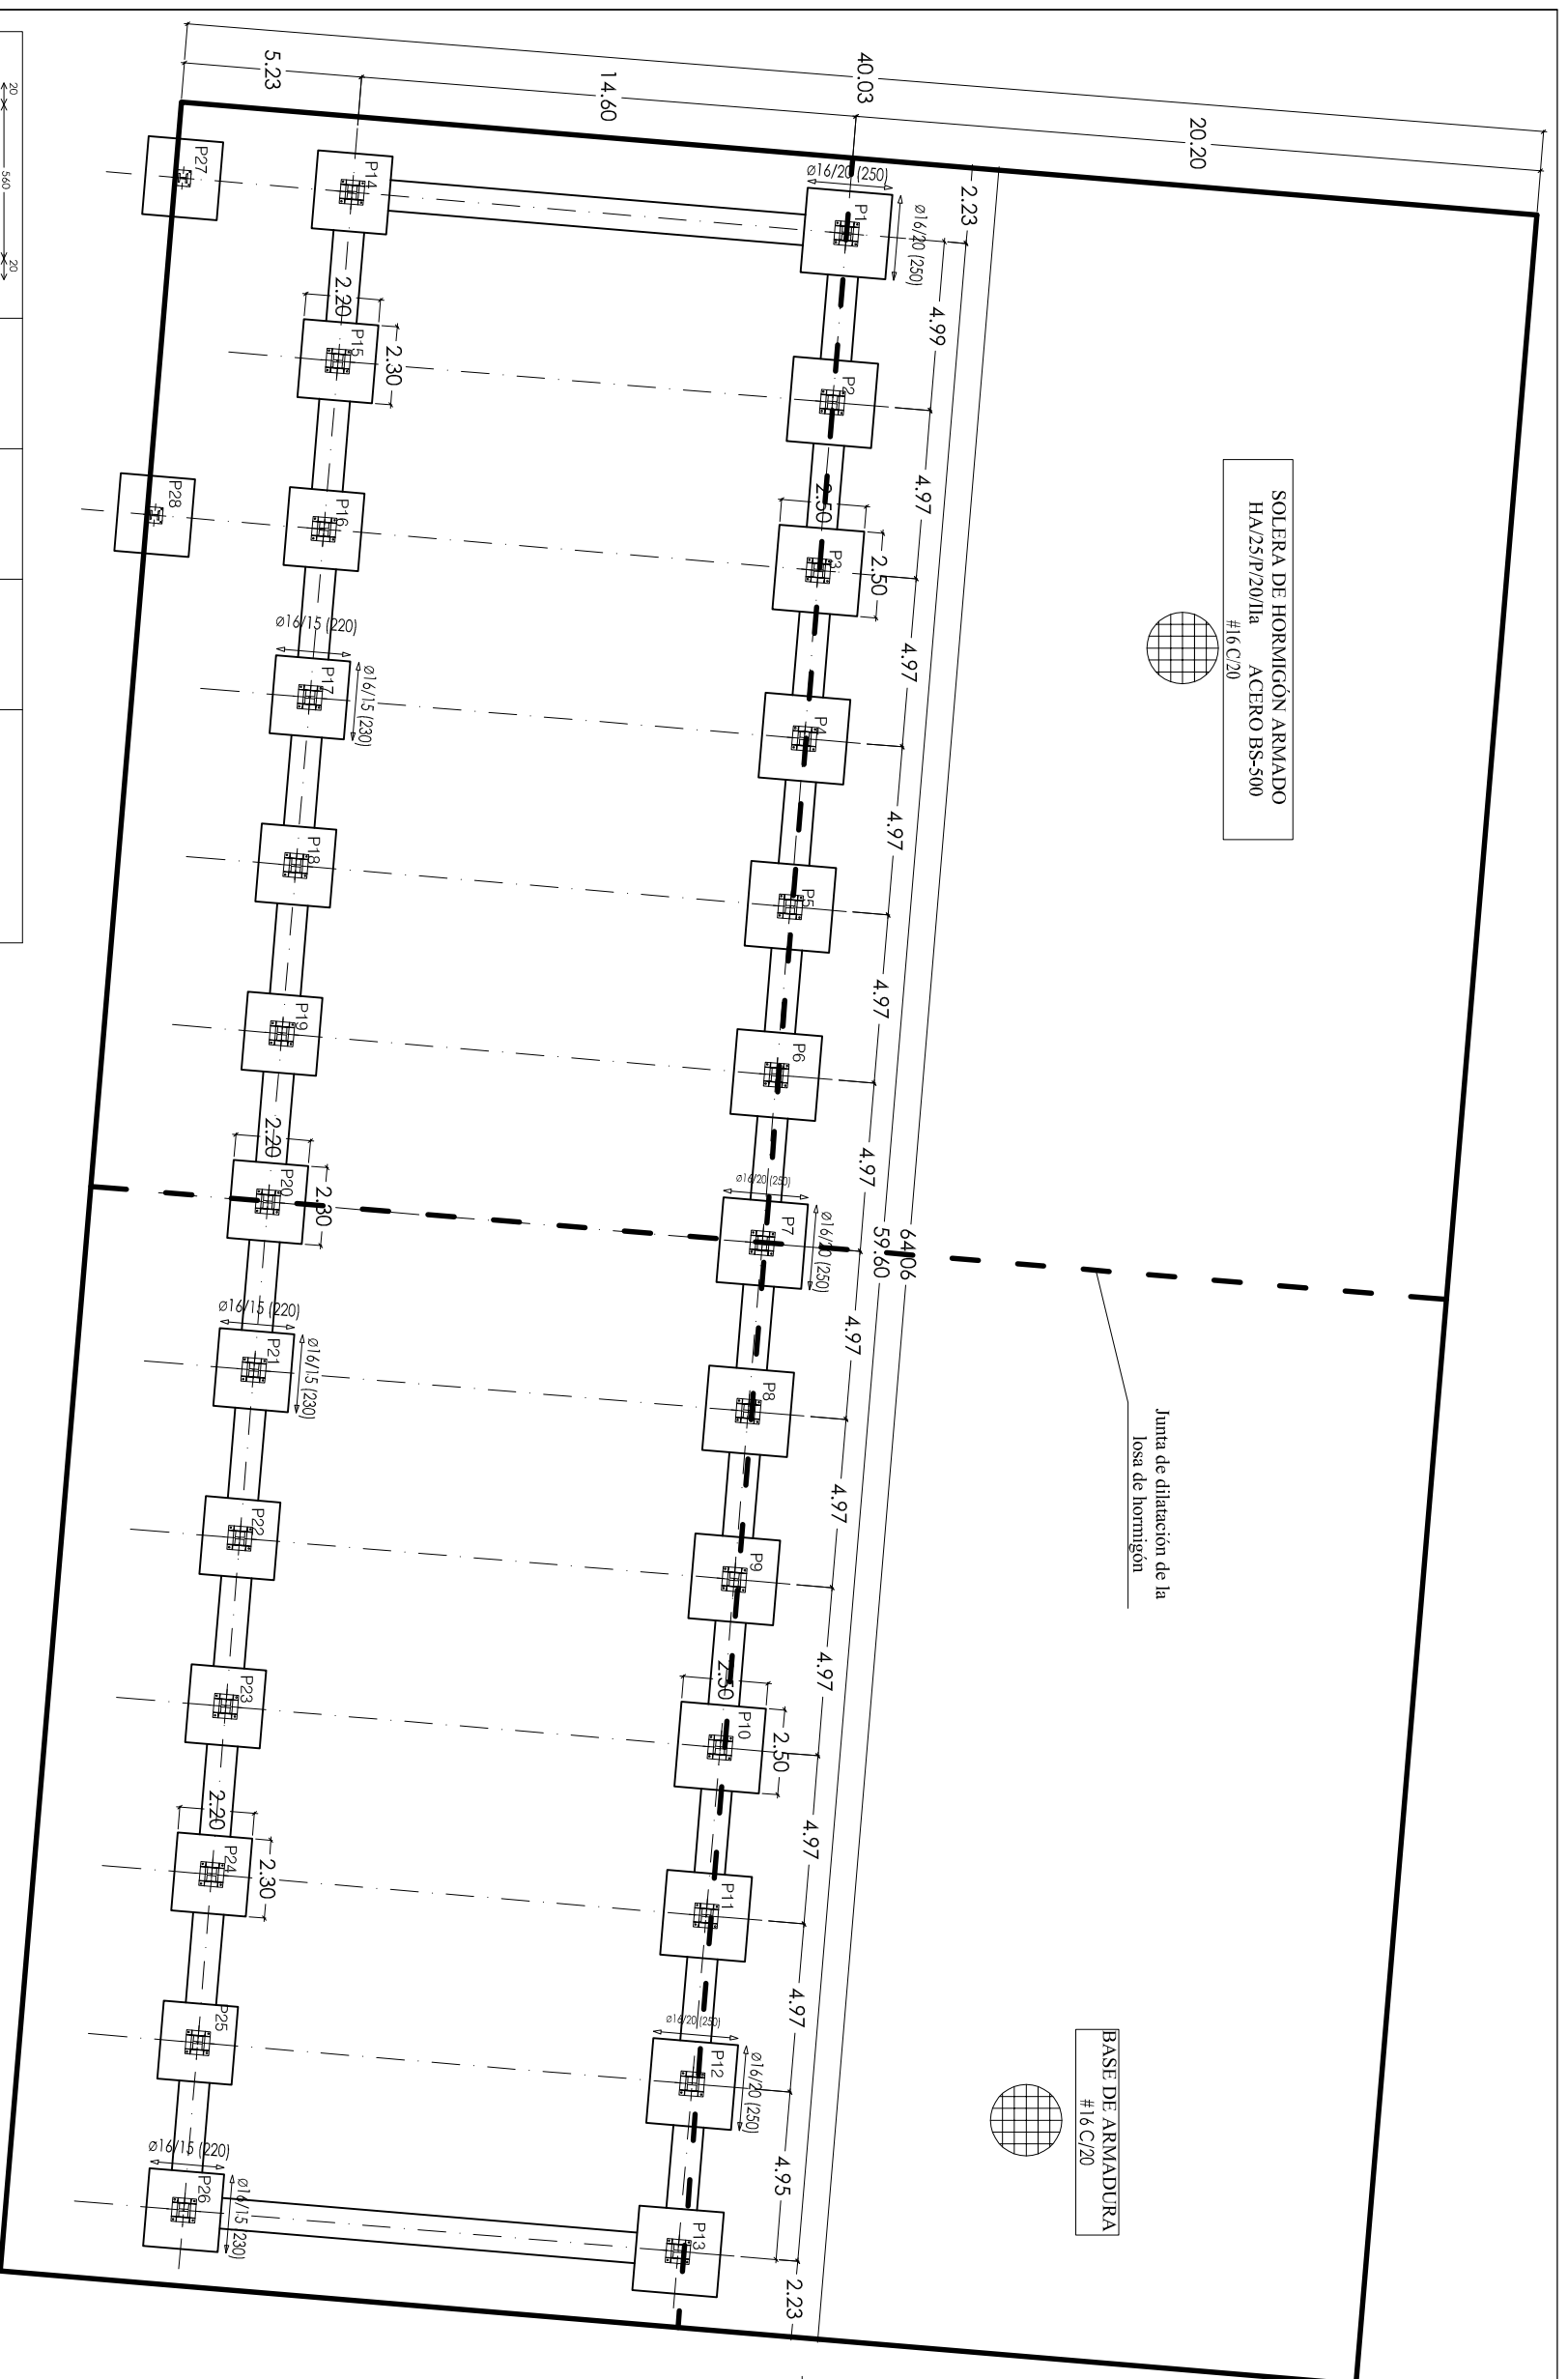 SOLERA DE HORMIGÓN ARMADO
HA/25/P/20/IIa ACERO BS-500
#16 C/20
BASE DE ARMADURA
#16 C/20
Junta de dilatación de la
losa de hormigón
40.03
20.20
14.60
5.23
64.06
59.60
2.23
4.99
4.97
4.97
4.97
4.97
4.97
4.97
4.97
4.97
4.97
4.97
4.95
2.23
Ø16/20 (250)
Ø16/20 (250)
P1
P2
2.50
2.50
P3
P4
P5
P6
Ø16/20 (250)
Ø16/20 (250)
P7
P8
P9
2.50
2.50
P10
P11
Ø16/20 (250)
Ø16/20 (250)
P12
P13
P14
2.20
2.30
P15
P16
Ø16/15 (220)
Ø16/15 (230)
P17
P18
P19
2.20
2.30
P20
Ø16/15 (220)
Ø16/15 (230)
P21
P22
P23
2.20
2.30
P24
P25
Ø16/15 (220)
Ø16/15 (230)
P26
P27
P28
20
560
20